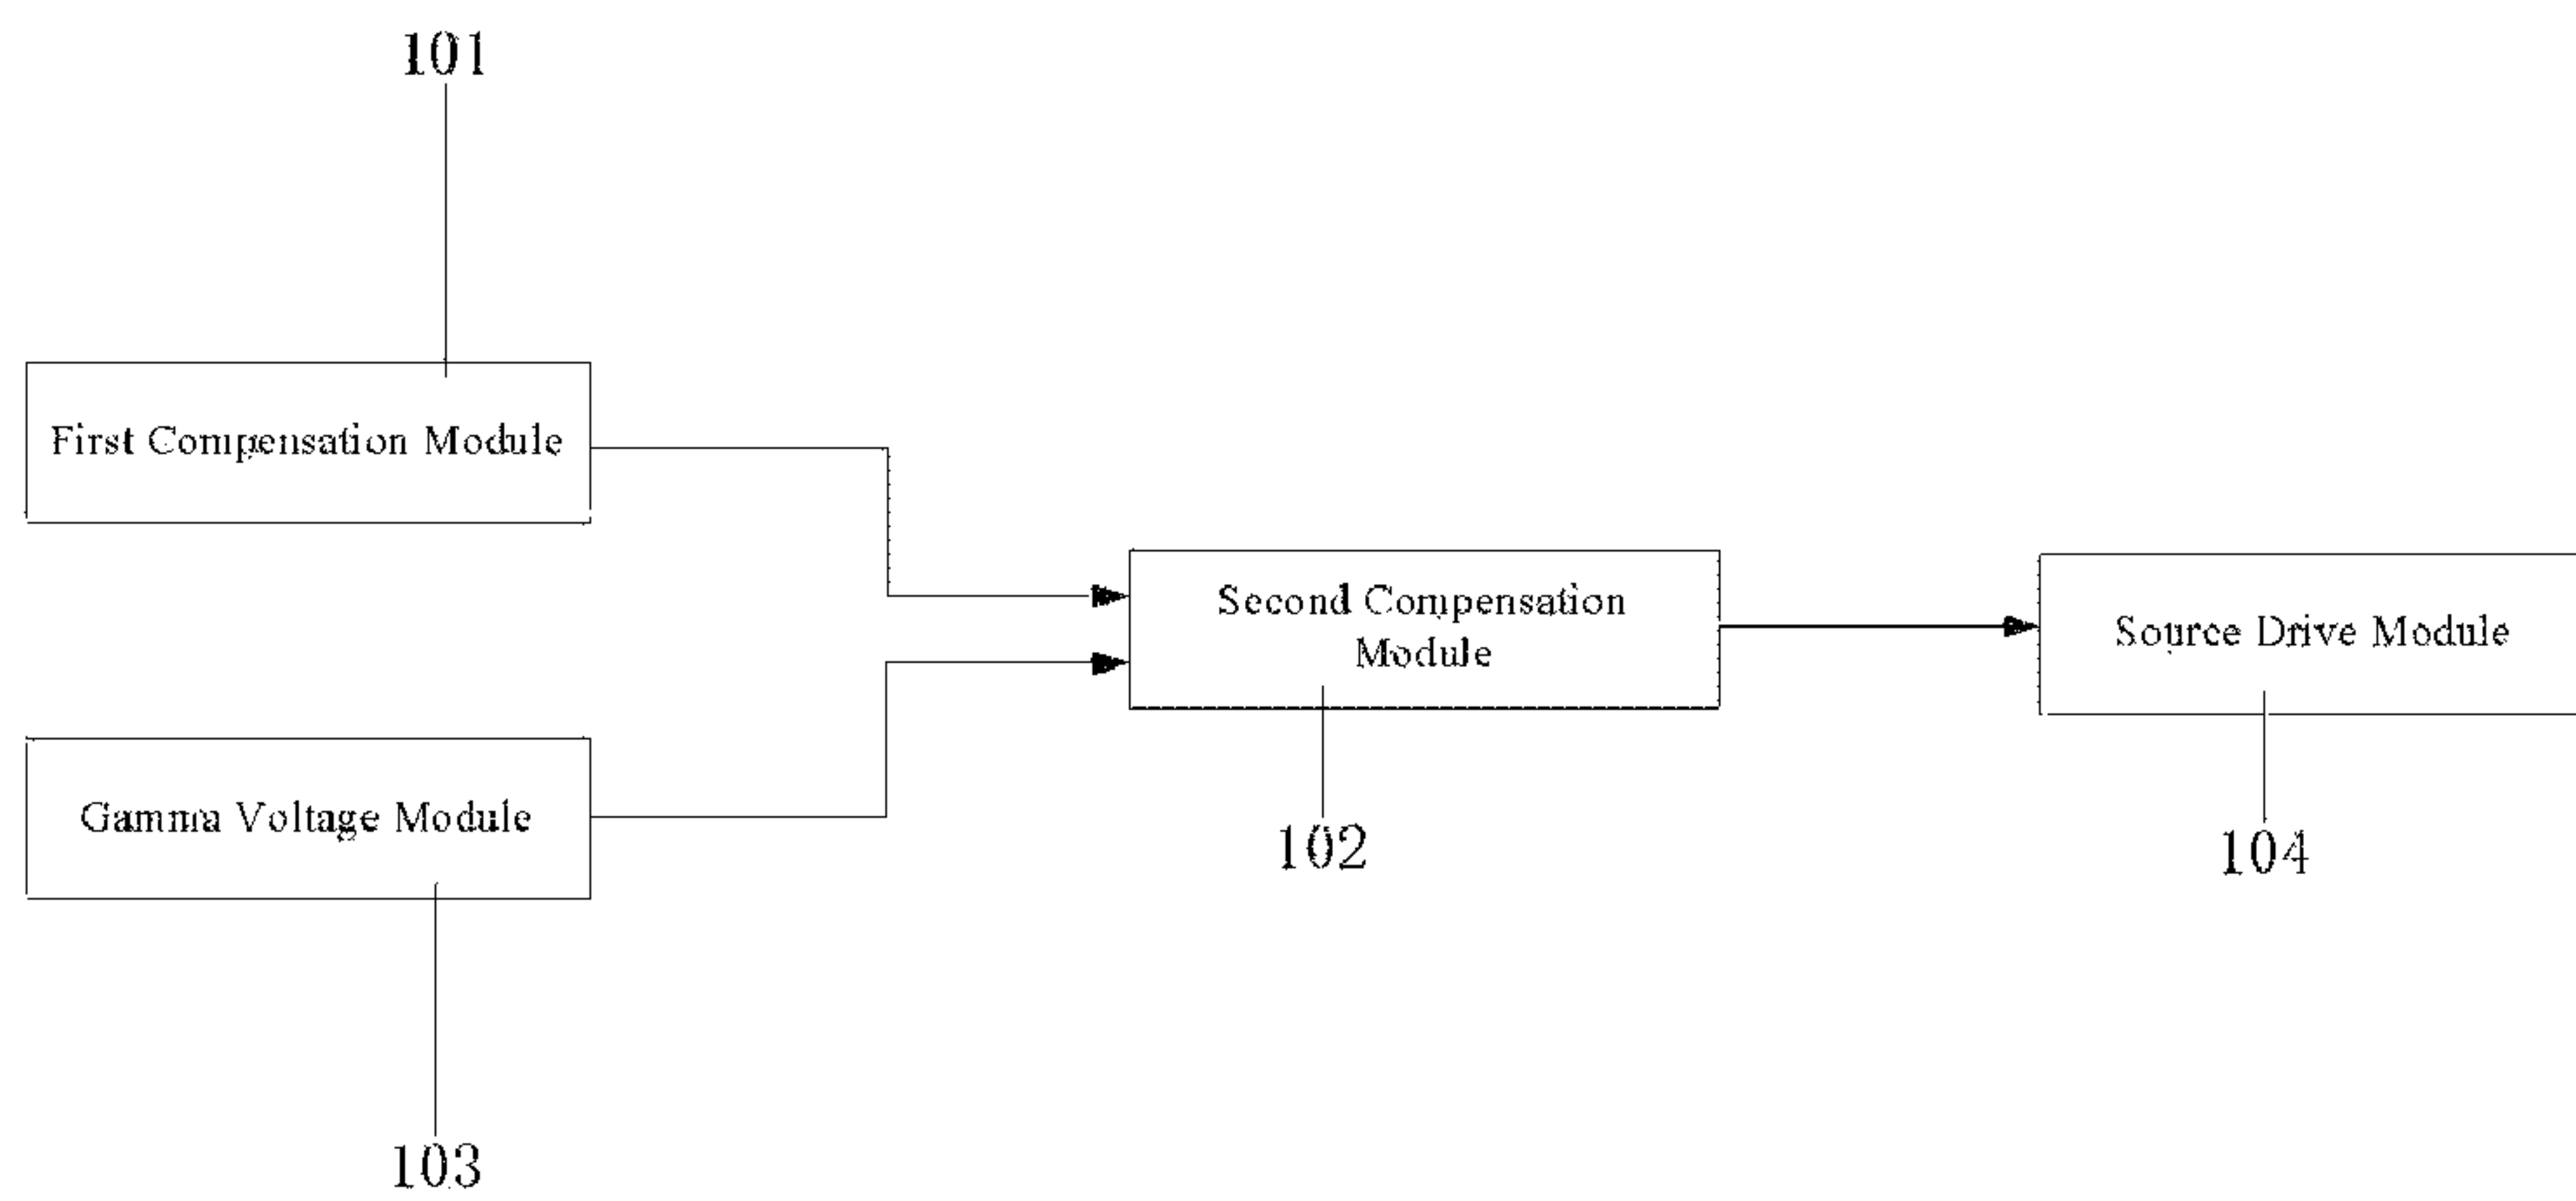 101
First Compensation Module
Second Compensation
Module
Source Drive Module
Gamma Voltage Module
102
104
103